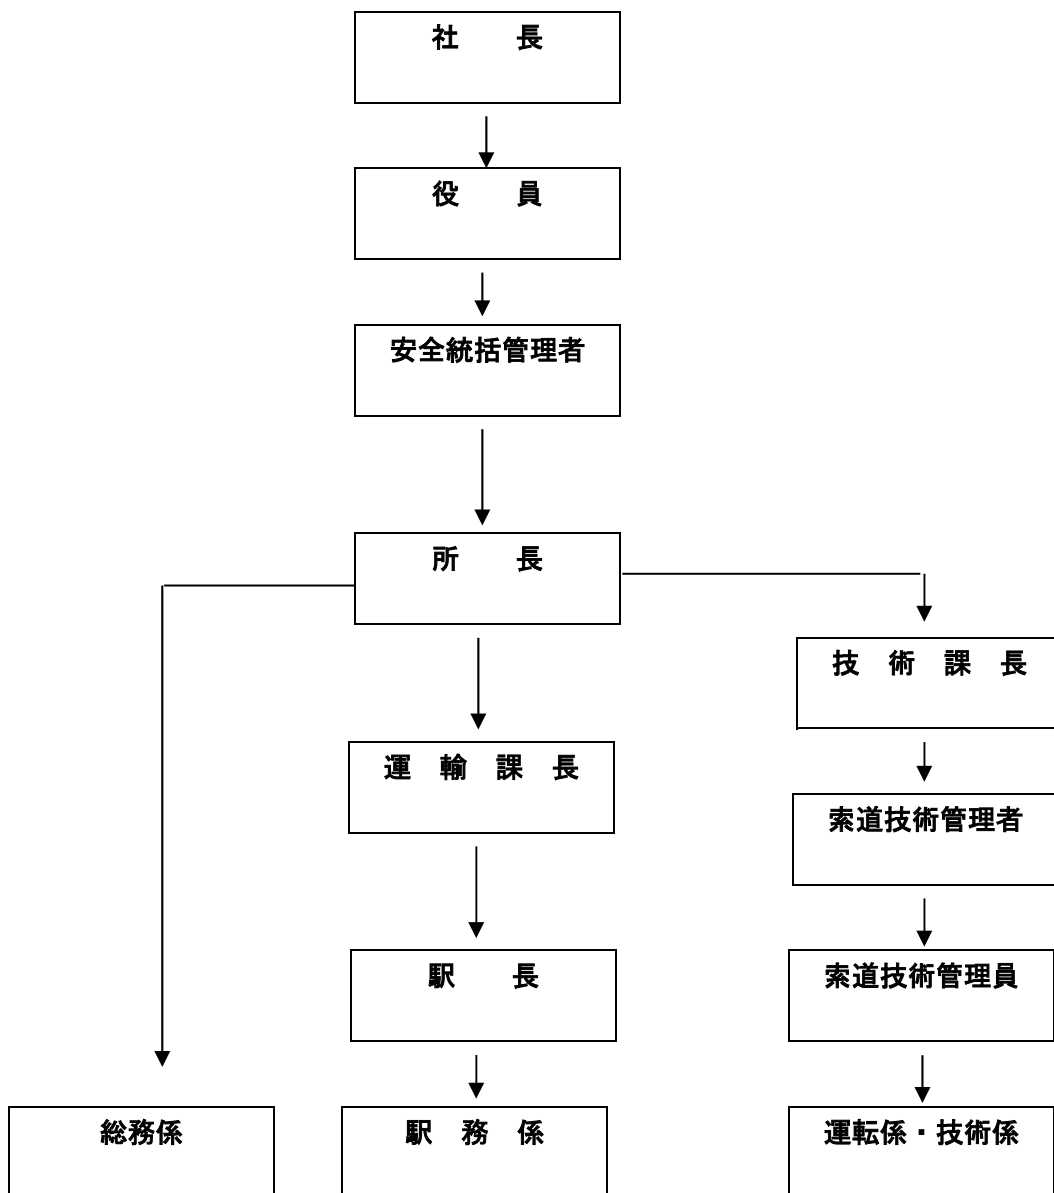 社　　長
役　　員
安全統括管理者
所　　長
技　術　課　長
運　輸　課　長
索道技術管理者
駅　　長
索道技術管理員
総務係
駅　務　係
運転係・技術係